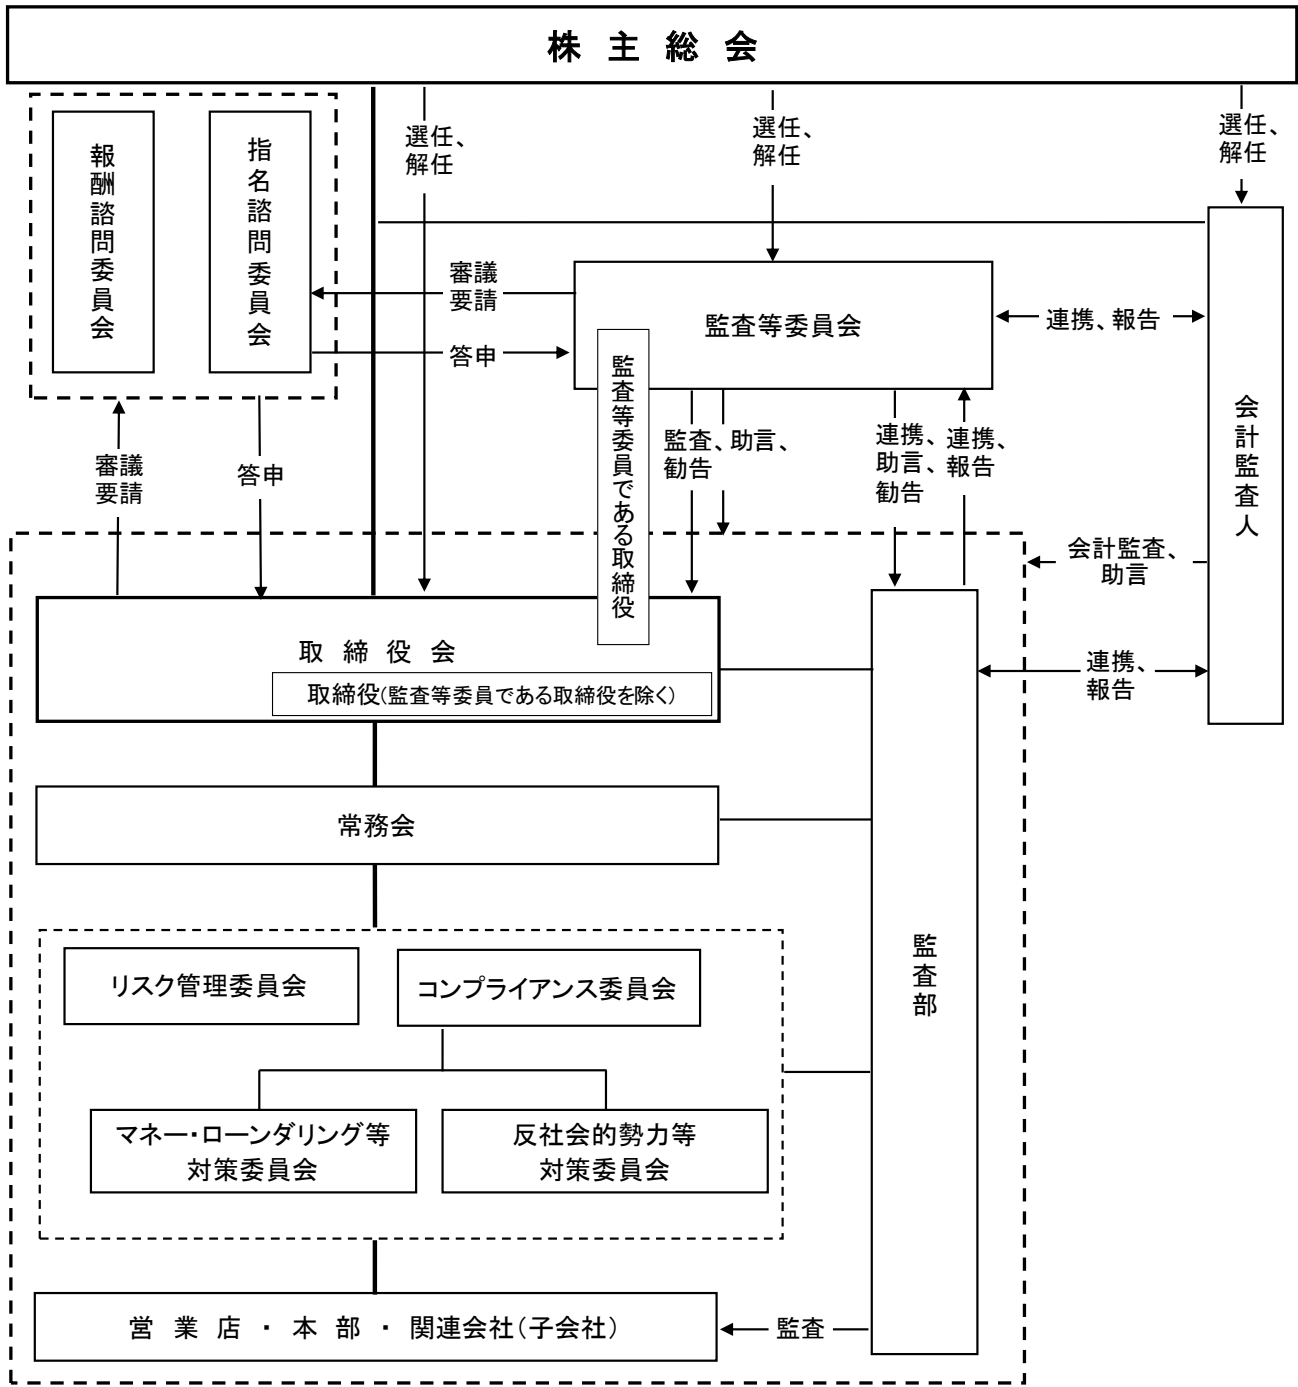 株主総会
選任、
解任
選任、
解任
選任、
解任
報酬諮問委員会
指名諮問委員会
審議
要請
答申
監査等委員会
連携、報告
会計監査人
監査等委員である取締役
監査、
勧告
助言、
連携、
助言、
勧告
連携、
報告
審議
要請
答申
会計監査、
助言
連携、
報告
取締役会
取締役(監査等委員である取締役を除く)
常務会
監査部
リスク管理委員会
コンプライアンス委員会
マネー・ローンダリング等
対策委員会
反社会的勢力等
対策委員会
営業店・本部・関連会社(子会社)
監査